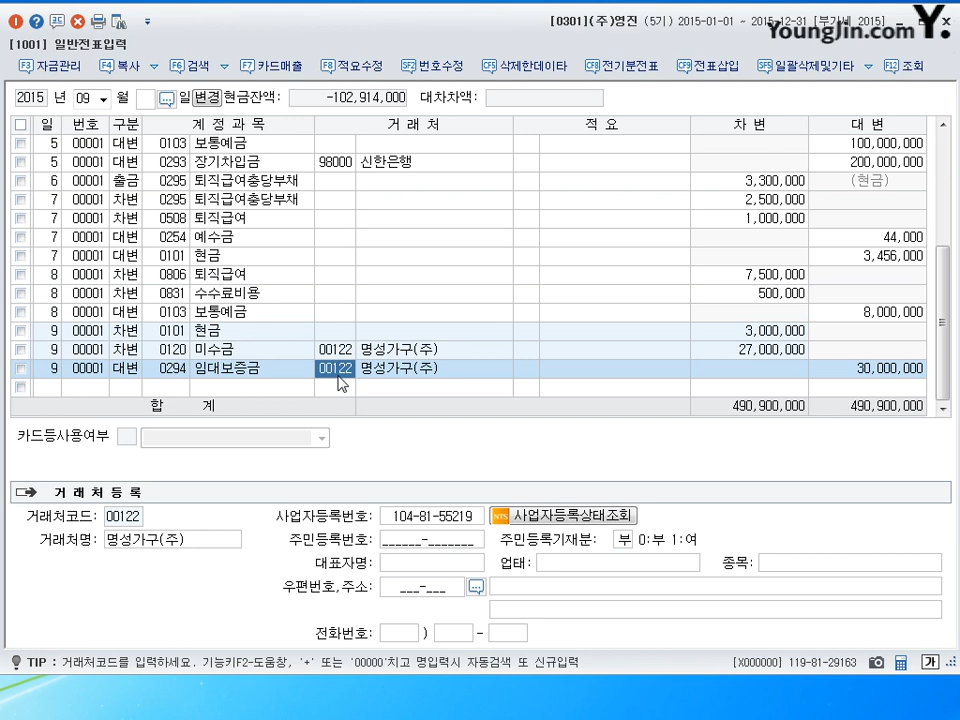 [0301](주)영진 (5기) 2015-01-01 ~ 2015-12-31 [부가세 2015]
YoungJin.com Y.
[1001] 일반전표입력
F3 자금관리 F4 복사 F6 검색 F7 카드매출 F8 적요수정 SF2 번호수정 CF5 삭제한데이타 CF8 전기분전표 CF9 전표삽입 SF5 일괄삭제및기타 F12 조회
2015 년 09 월 일 변경 현금잔액: -102,914,000 대차차액:
일 번호 구분 계 정 과 목 거 래 처 적 요 차 변 대 변
5 00001 대변 0103 보통예금 100,000,000
5 00001 대변 0293 장기차입금 98000 신한은행 200,000,000
6 00001 출금 0295 퇴직급여충당부채 3,300,000 (현금)
7 00001 차변 0295 퇴직급여충당부채 2,500,000
7 00001 차변 0508 퇴직급여 1,000,000
7 00001 대변 0254 예수금 44,000
7 00001 대변 0101 현금 3,456,000
8 00001 차변 0806 퇴직급여 7,500,000
8 00001 차변 0831 수수료비용 500,000
8 00001 대변 0103 보통예금 8,000,000
9 00001 차변 0101 현금 3,000,000
9 00001 차변 0120 미수금 00122 명성가구(주) 27,000,000
9 00001 대변 0294 임대보증금 00122 명성가구(주) 30,000,000
합 계 490,900,000 490,900,000
카드등사용여부
거 래 처 등 록
거래처코드: 00122 사업자등록번호: 104-81-55219 NTS 사업자등록상태조회
거래처명: 명성가구(주) 주민등록번호: ______-_______ 주민등록기재분: 부 0:부 1:여
대표자명: 업태: 종목:
우편번호,주소: ___-___
전화번호: ) -
TIP : 거래처코드를 입력하세요. 기능키F2-도움창, '+' 또는 '00000'치고 명입력시 자동검색 또 신규입력 [X000000] 119-81-29163 가